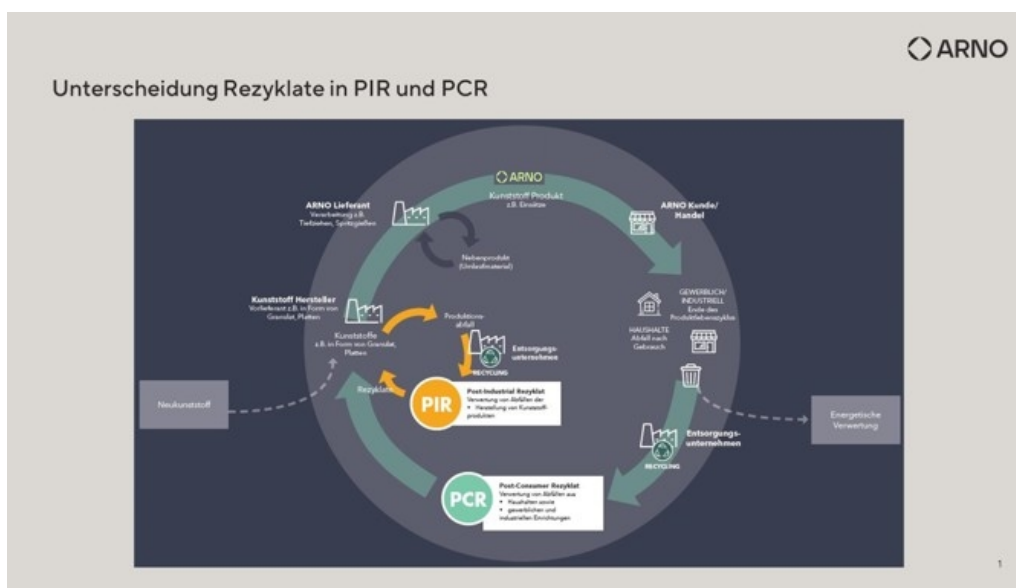 ARNO
Unterscheidung Rezyklate in PIR und PCR
ARNO
Kunststoff Produkt
z.B. Einsätze
ARNO Lieferant
Verarbeitung z.B.
Tiefziehen, Spritzgießen
ARNO Kunde/
Handel
Nebenprodukt
(Umlaufmaterial)
Kunststoff Hersteller
Vorlieferant z.B. in Form von
Granulat, Platten
Kunststoffe
z.B. in Form von Granulat,
Platten
Produktions-
abfall
Entsorgungs-
unternehmen
RECYCLING
GEWERBLICH/
INDUSTRIELL
Ende des
Produktlebenszyklus
HAUSHALTE
Abfall nach
Gebrauch
Rezyklate
PIR
Post-Industrial Rezyklat
Verwertung von Abfällen der
• Herstellung von Kunststoff-
produkten
Neukunststoff
Energetische
Verwertung
Entsorgungs-
unternehmen
RECYCLING
PCR
Post-Consumer Rezyklat
Verwertung von Abfällen aus
• Haushalten sowie
• gewerblichen und
industriellen Einrichtungen
1